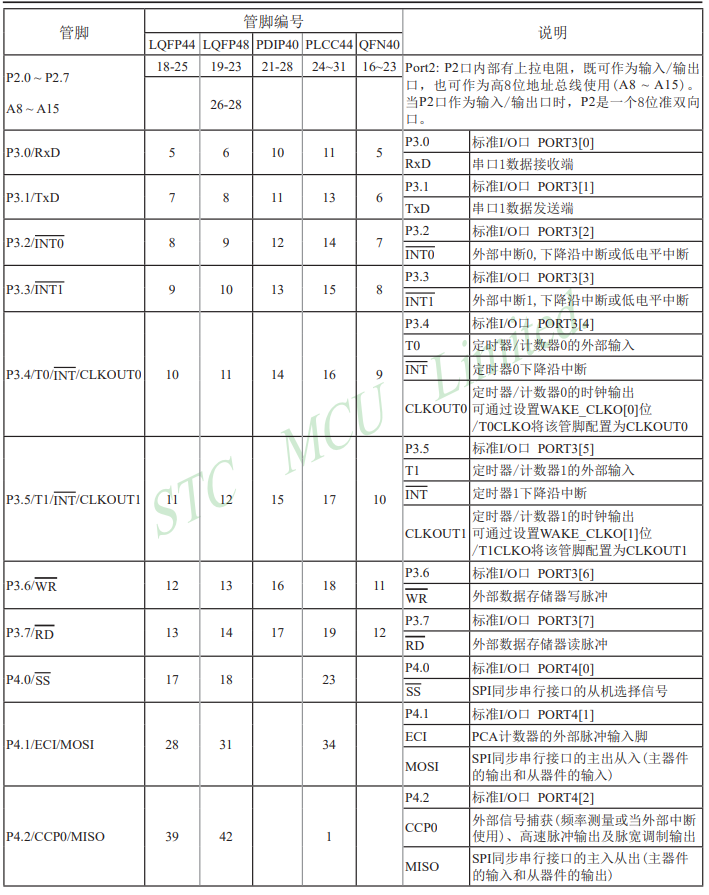 管脚 管脚编号 说明
LQFP44 LQFP48 PDIP40 PLCC44 QFN40
P2.0 ~ P2.7 18-25 19-23 21-28 24~31 16~23 Port2: P2口内部有上拉电阻，既可作为输入/输出
口，也可作为高8位地址总线使用(A8 ~ A15)。
A8 ~ A15 26-28 当P2口作为输入/输出口时，P2是一个8位准双向
口。
P3.0/RxD 5 6 10 11 5 P3.0 标准I/O口 PORT3[0]
RxD 串口1数据接收端
P3.1/TxD 7 8 11 13 6 P3.1 标准I/O口 PORT3[1]
TxD 串口1数据发送端
P3.2/INT0 8 9 12 14 7 P3.2 标准I/O口 PORT3[2]
INT0 外部中断0,下降沿中断或低电平中断
P3.3/INT1 9 10 13 15 8 P3.3 标准I/O口 PORT3[3]
INT1 外部中断1,下降沿中断或低电平中断
P3.4/T0/INT/CLKOUT0 10 11 14 16 9 P3.4 标准I/O口 PORT3[4]
T0 定时器/计数器0的外部输入
INT 定时器0下降沿中断
CLKOUT0 定时器/计数器0的时钟输出
可通过设置WAKE_CLKO[0]位
/T0CLKO将该管脚配置为CLKOUT0
P3.5/T1/INT/CLKOUT1 11 12 15 17 10 P3.5 标准I/O口 PORT3[5]
T1 定时器/计数器1的外部输入
INT 定时器1下降沿中断
CLKOUT1 定时器/计数器1的时钟输出
可通过设置WAKE_CLKO[1]位
/T1CLKO将该管脚配置为CLKOUT1
P3.6/WR 12 13 16 18 11 P3.6 标准I/O口 PORT3[6]
WR 外部数据存储器写脉冲
P3.7/RD 13 14 17 19 12 P3.7 标准I/O口 PORT3[7]
RD 外部数据存储器读脉冲
P4.0/SS 17 18 23 P4.0 标准I/O口 PORT4[0]
SS SPI同步串行接口的从机选择信号
P4.1/ECI/MOSI 28 31 34 P4.1 标准I/O口 PORT4[1]
ECI PCA计数器的外部脉冲输入脚
MOSI SPI同步串行接口的主出从入(主器件
的输出和从器件的输入)
P4.2/CCP0/MISO 39 42 1 P4.2 标准I/O口 PORT4[2]
CCP0 外部信号捕获(频率测量或当外部中断
使用)、高速脉冲输出及脉宽调制输出
MISO SPI同步串行接口的主入从出(主器件
的输入和从器件的输出)
STC MCU Limited.